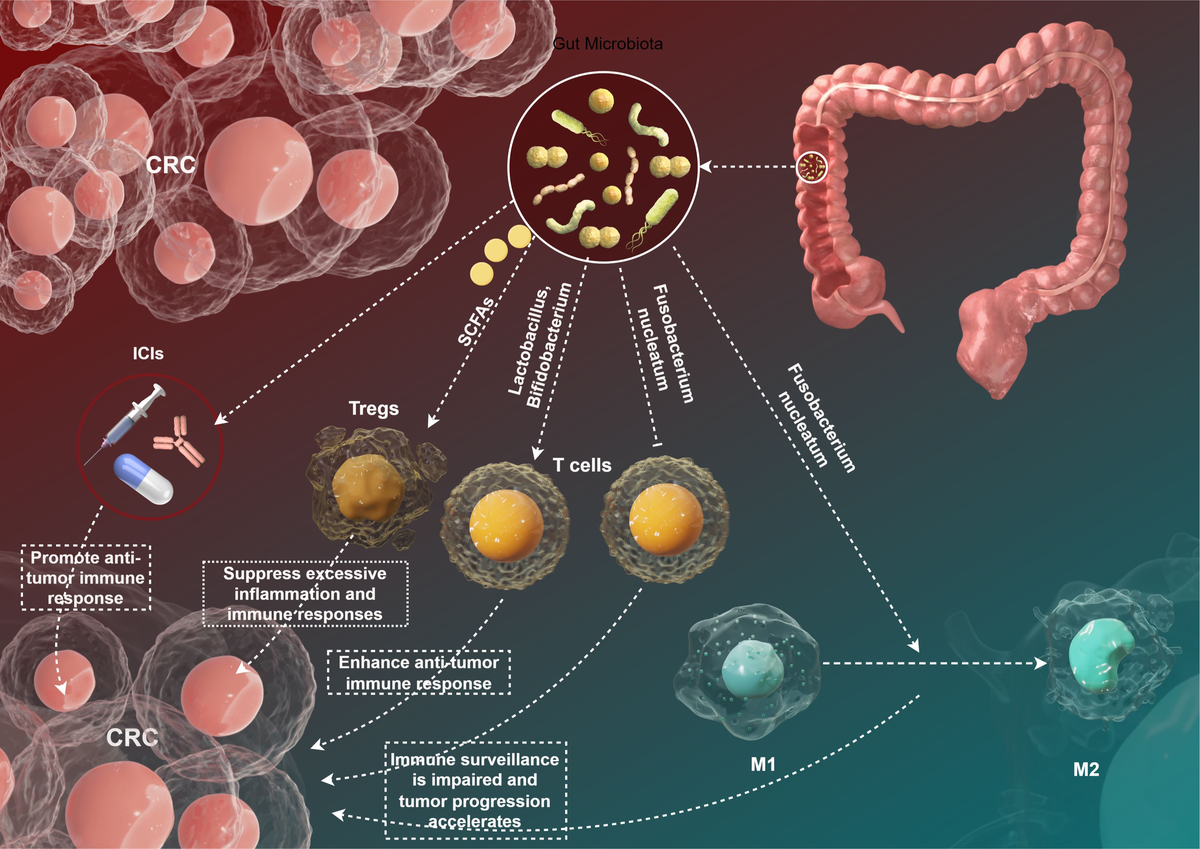 Gut Microbiota
CRC
SCFAs
Lactobacillus,
Bifidobacterium
Fusobacterium
nucleatum
Fusobacterium
nucleatum
ICIs
Tregs
T cells
Promote anti-
tumor immune
response
Suppress excessive
inflammation and
immune responses
Enhance anti-tumor
immune response
CRC
Immune surveillance
is impaired and
tumor progression
accelerates
M1
M2